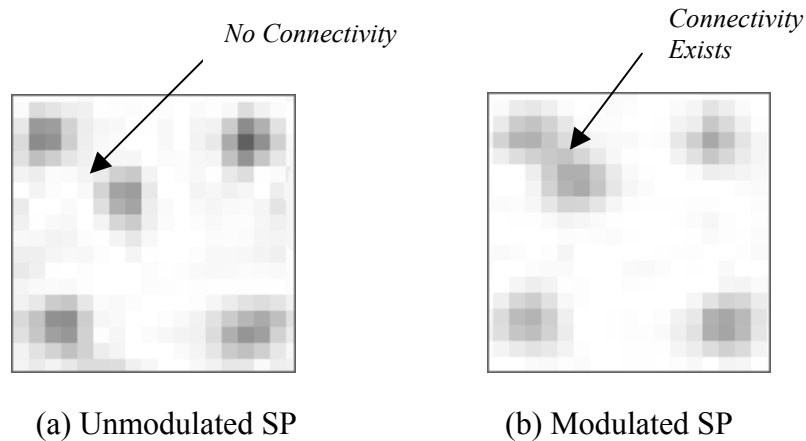 No Connectivity
Connectivity
Exists
(a) Unmodulated SP
(b) Modulated SP